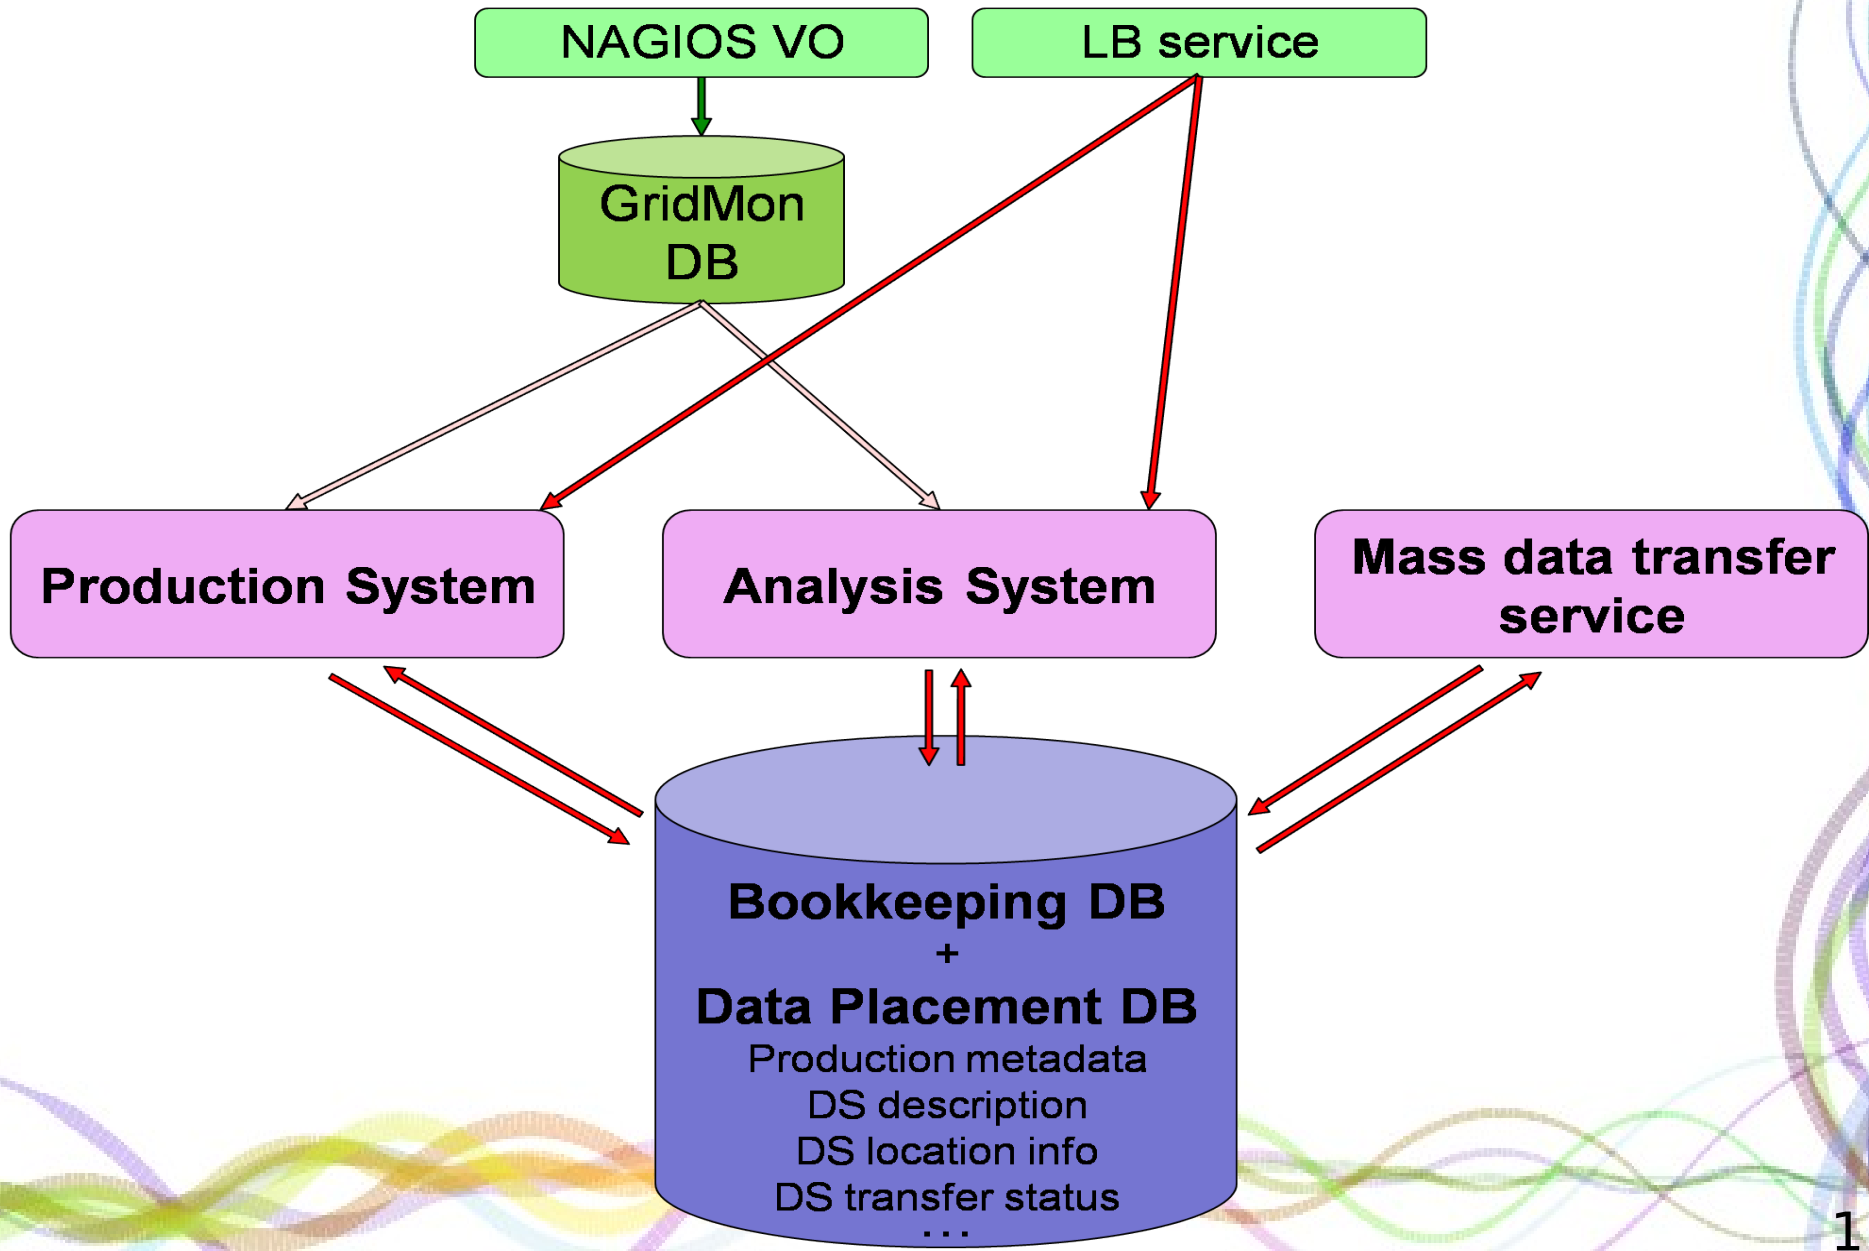 NAGIOS VO
LB service
GridMon
DB
Production System
Analysis System
Mass data transfer
service
Bookkeeping DB
+
Data Placement DB
Production metadata
DS description
DS location info
DS transfer status
...
1